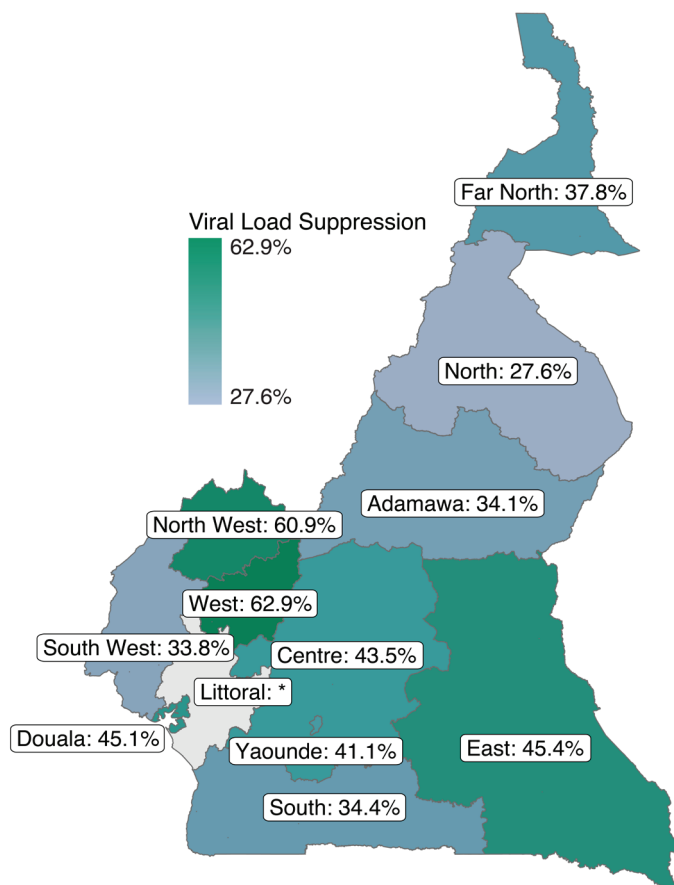 Far North: 37.8%
Viral Load Suppression
62.9%
27.6%
North: 27.6%
Adamawa: 34.1%
North West: 60.9%
West: 62.9%
South West: 33.8%
Centre: 43.5%
Littoral: *
Douala: 45.1%
Yaounde: 41.1%
East: 45.4%
South: 34.4%